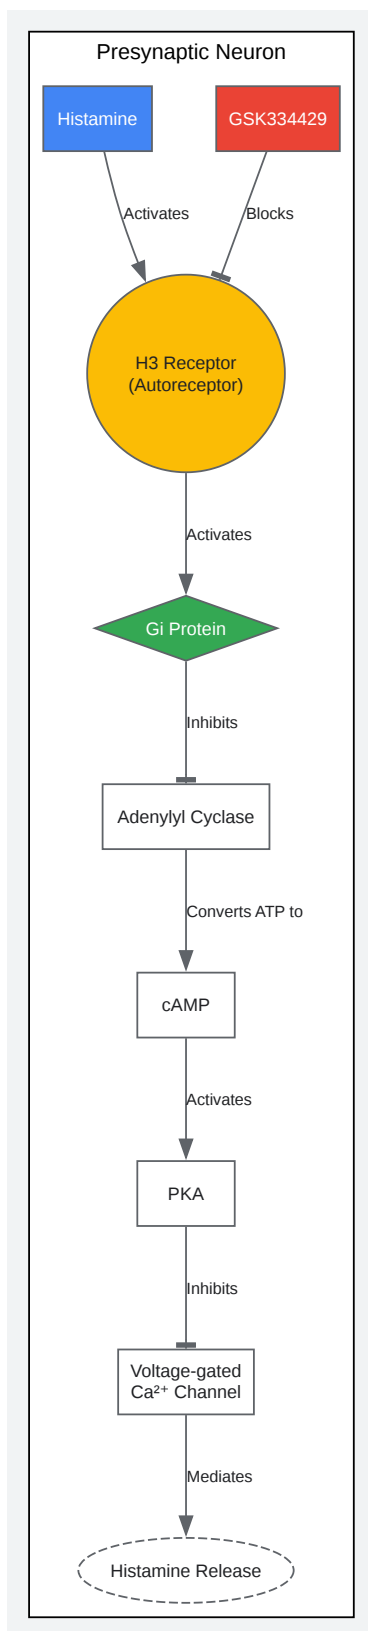 Presynaptic Neuron
Histamine
GSK334429
Activates
Blocks
H3 Receptor
(Autoreceptor)
Activates
Gi Protein
Inhibits
Adenylyl Cyclase
Converts ATP to
cAMP
Activates
PKA
Inhibits
Voltage-gated
Ca²⁺ Channel
Mediates
Histamine Release